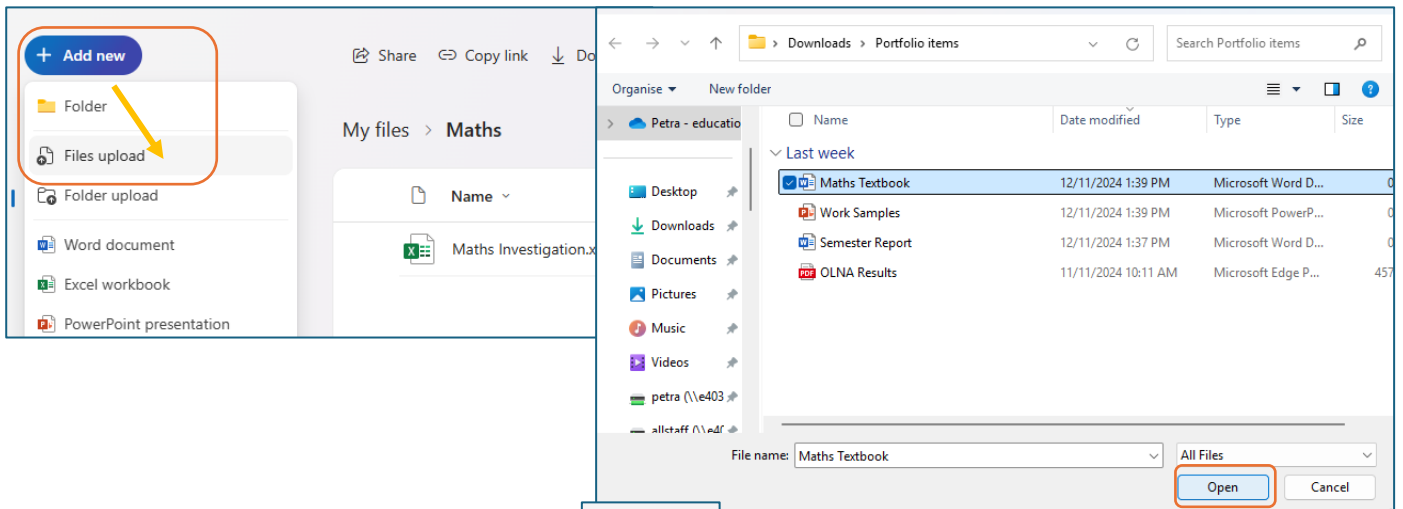 Add new
Folder
Files upload
Folder upload
Word document
Excel workbook
PowerPoint presentation
Share Copy link Do
My files > Maths
Name
Maths Investigation.x
Downloads > Portfolio items
Search Portfolio items
Organise New folder
Petra - educatio
Desktop
Downloads
Documents
Pictures
Music
Videos
petra (\\e403
allstaff (\\e40
Name Date modified Type Size
Last week
Maths Textbook 12/11/2024 1:39 PM Microsoft Word D... 0
Work Samples 12/11/2024 1:39 PM Microsoft PowerP... 0
Semester Report 12/11/2024 1:37 PM Microsoft Word D... 0
PDF OLNA Results 11/11/2024 10:11 AM Microsoft Edge P... 457
File name: Maths Textbook All Files
Open Cancel